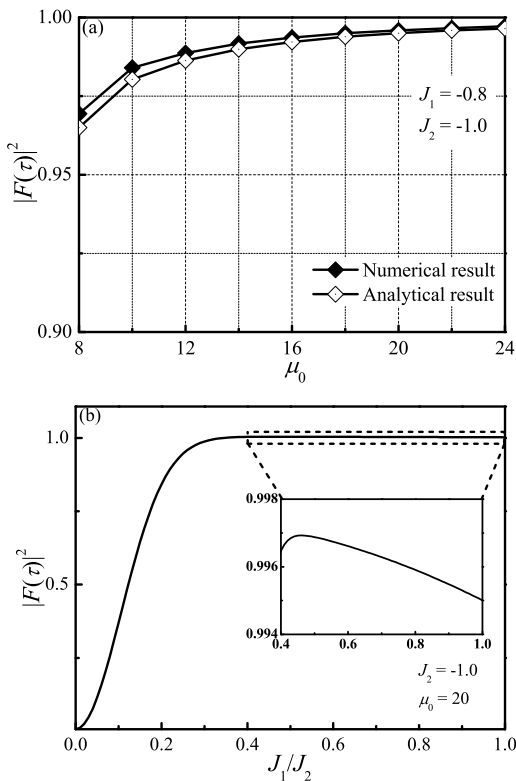 (a)
1.00
0.95
0.90
|F(τ)|²
J₁ = -0.8
J₂ = -1.0
Numerical result
Analytical result
8 12 16 20 24
μ₀
(b)
1.0
0.5
|F(τ)|²
0.998
0.996
0.994
0.4 0.6 0.8 1.0
J₂ = -1.0
μ₀ = 20
0.0 0.2 0.4 0.6 0.8 1.0
J₁/J₂